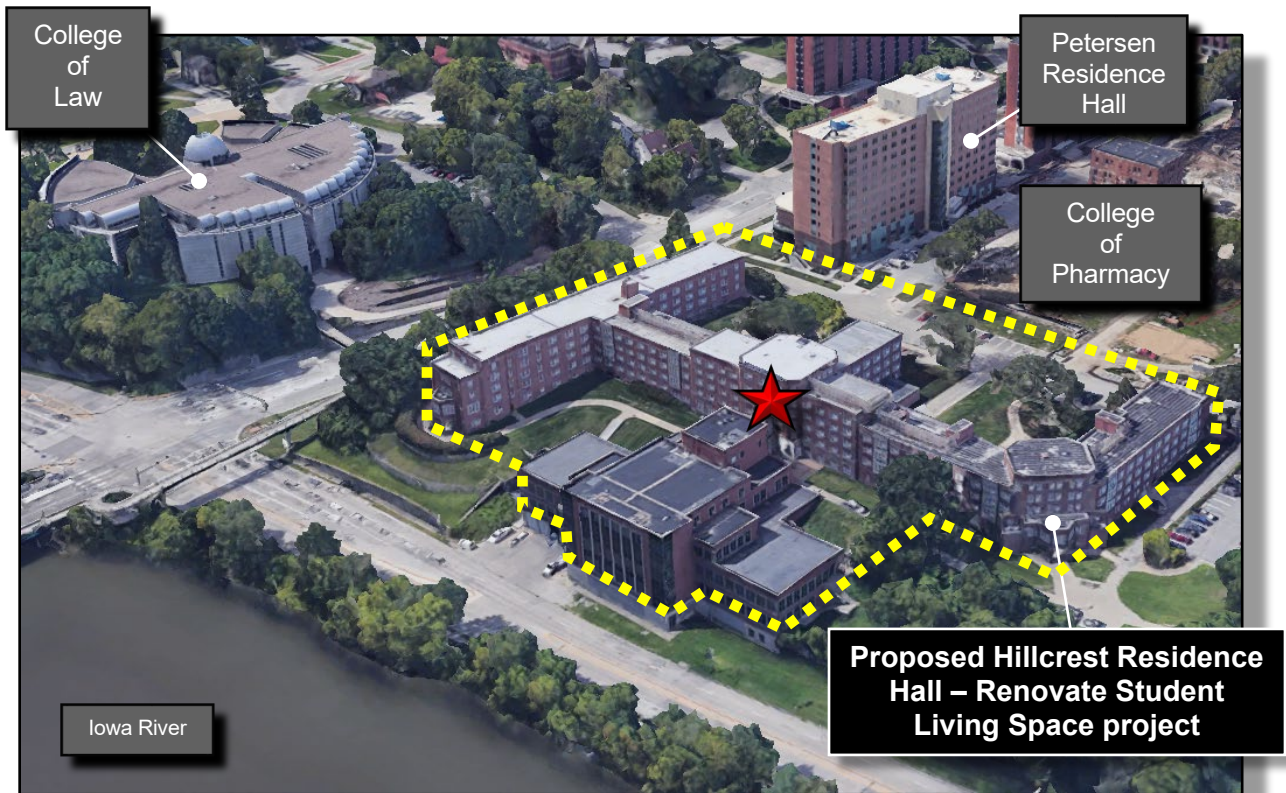 College
of
Law
Petersen
Residence
Hall
College
of
Pharmacy
Proposed Hillcrest Residence
Hall – Renovate Student
Living Space project
Iowa River